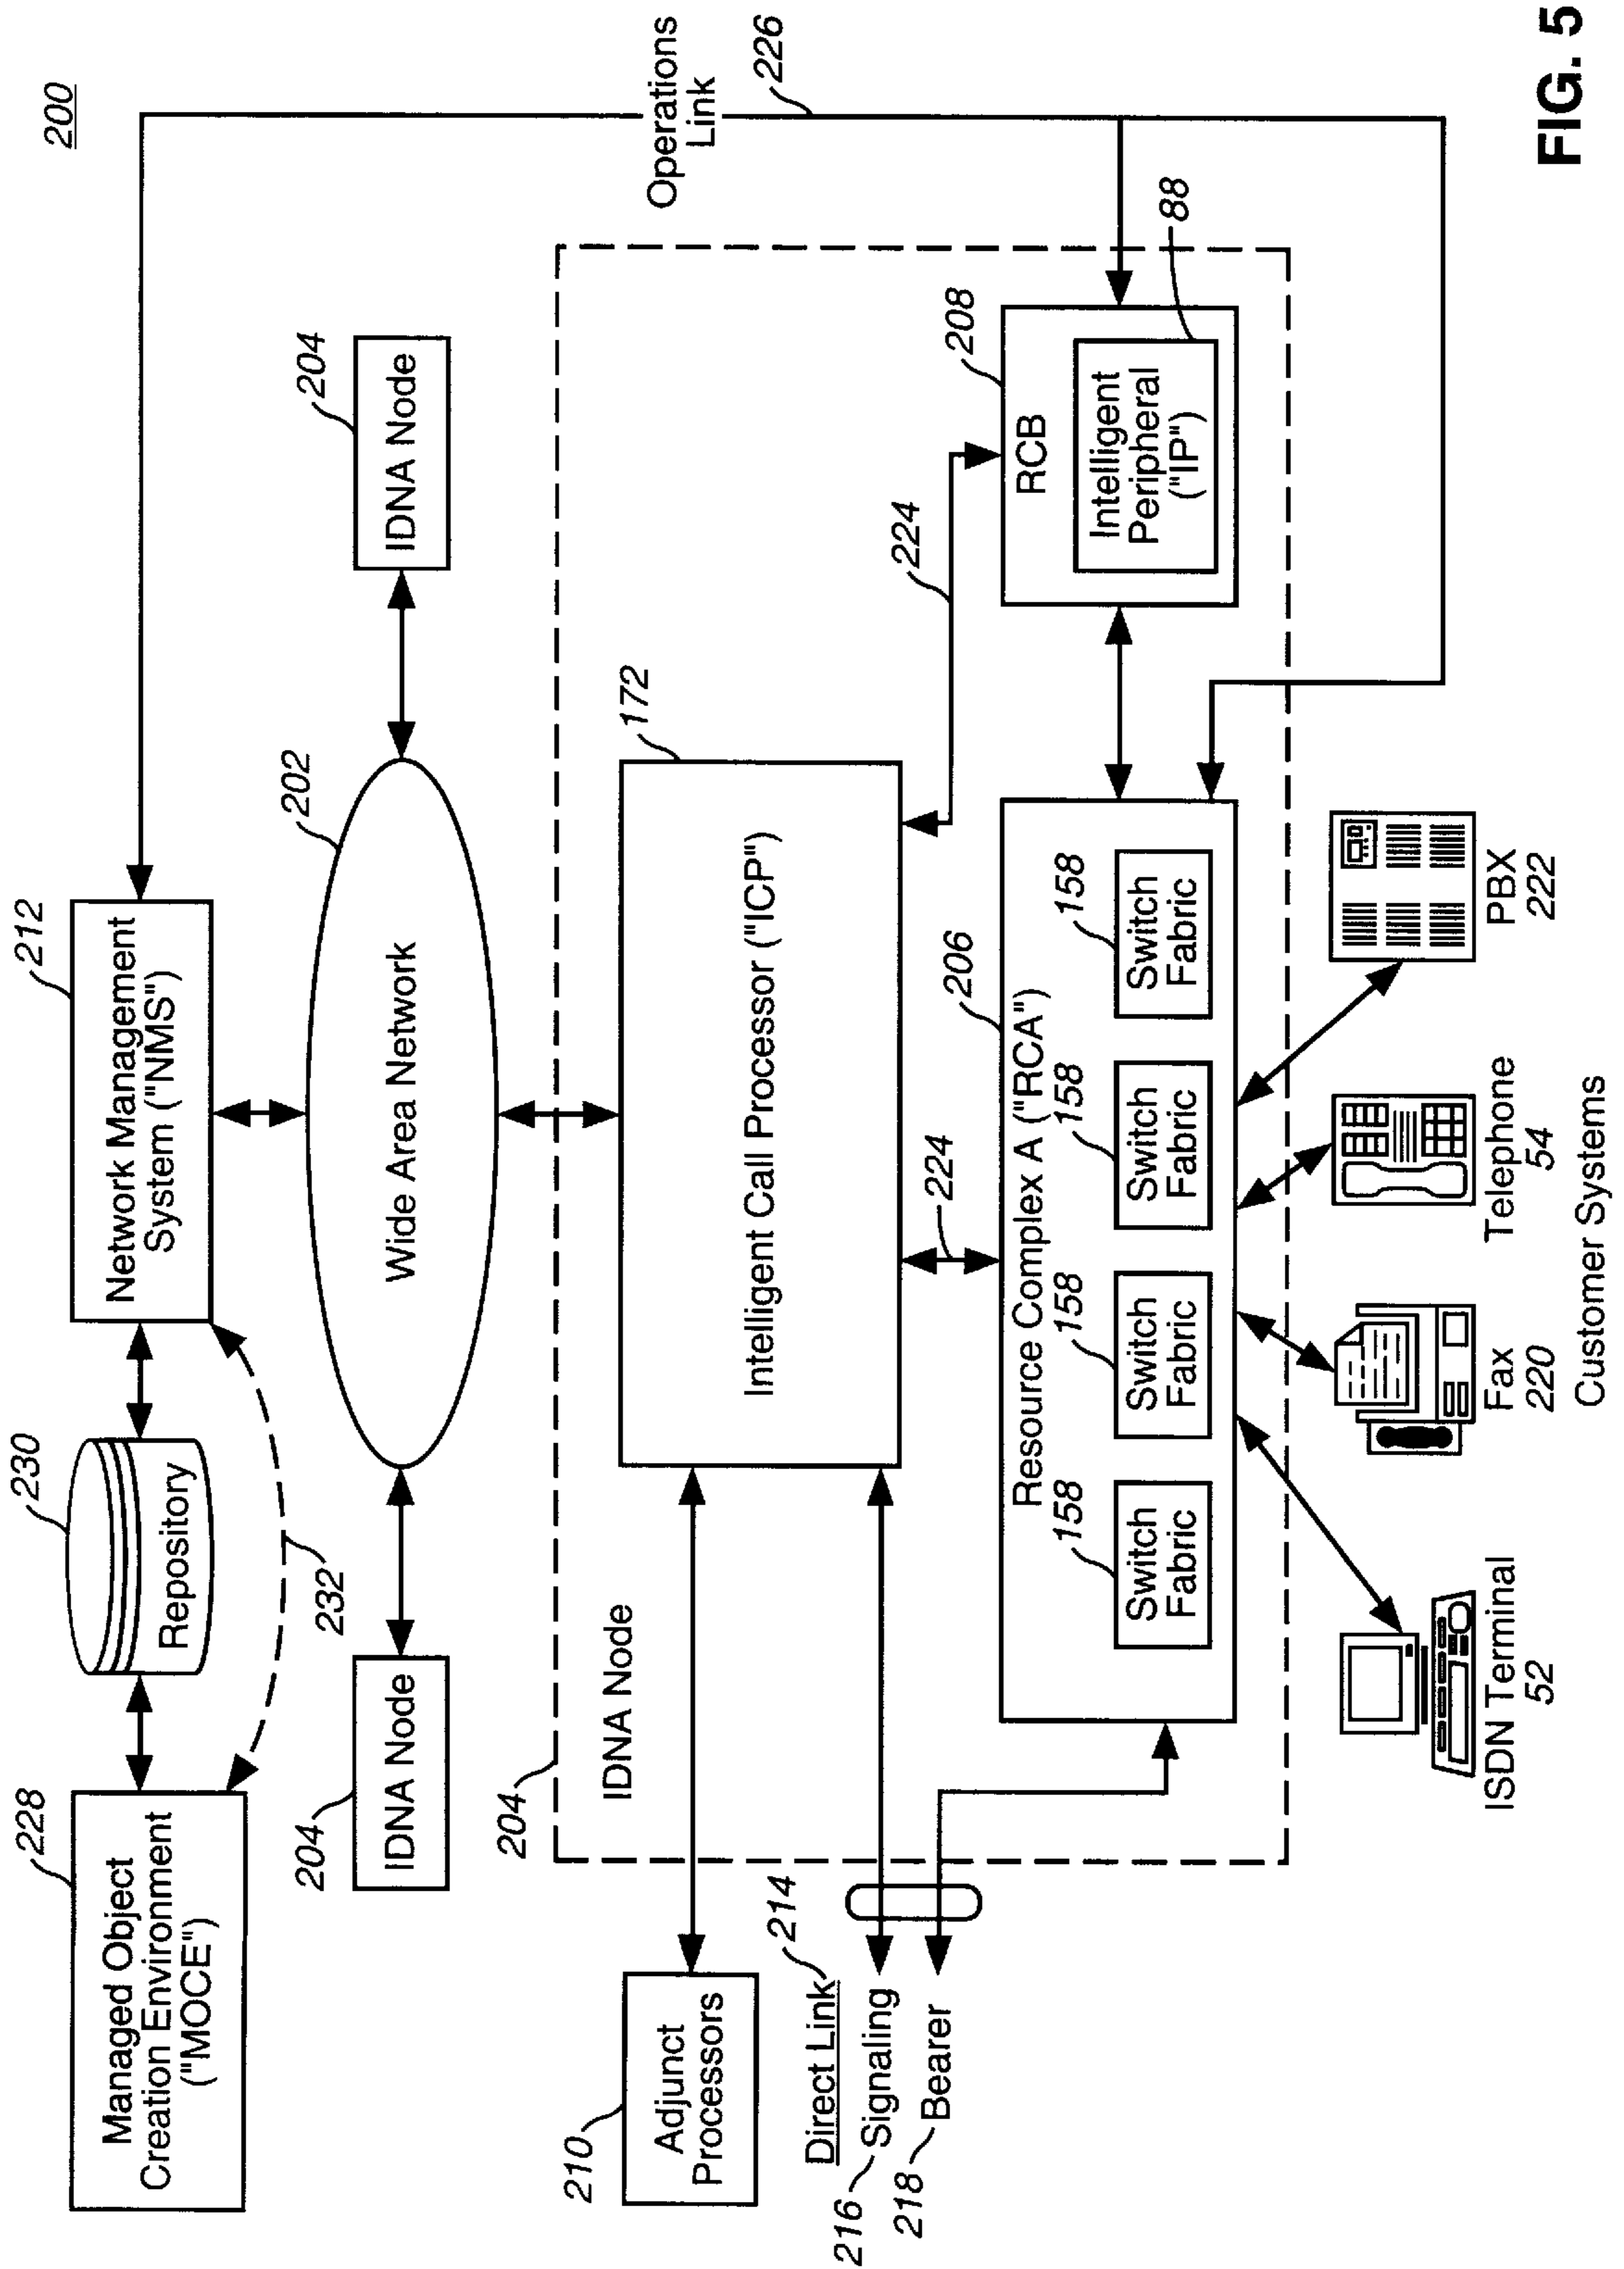 200
228
Managed Object
Creation Environment
("MOCE")
230
Repository
212
Network Management
System ("NMS")
232
204
IDNA Node
202
Wide Area Network
204
IDNA Node
Operations
Link
226
204
IDNA Node
210
Adjunct
Processors
172
Intelligent Call Processor ("ICP")
Direct Link
214
216
Signaling
218
Bearer
224
224
206
Resource Complex A ("RCA")
158
Switch
Fabric
158
Switch
Fabric
158
Switch
Fabric
158
Switch
Fabric
208
RCB
Intelligent
Peripheral
("IP")
88
ISDN Terminal
52
Fax
220
Telephone
54
PBX
222
Customer Systems
FIG. 5